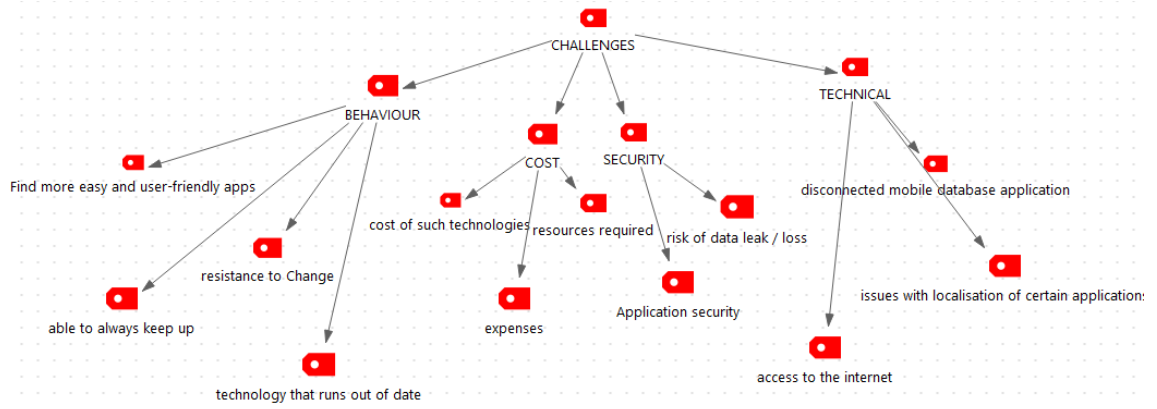 CHALLENGES
BEHAVIOUR
TECHNICAL
COST
SECURITY
Find more easy and user-friendly apps
disconnected mobile database application
cost of such technologies
resources required
risk of data leak / loss
resistance to Change
issues with localisation of certain applications
able to always keep up
expenses
Application security
technology that runs out of date
access to the internet